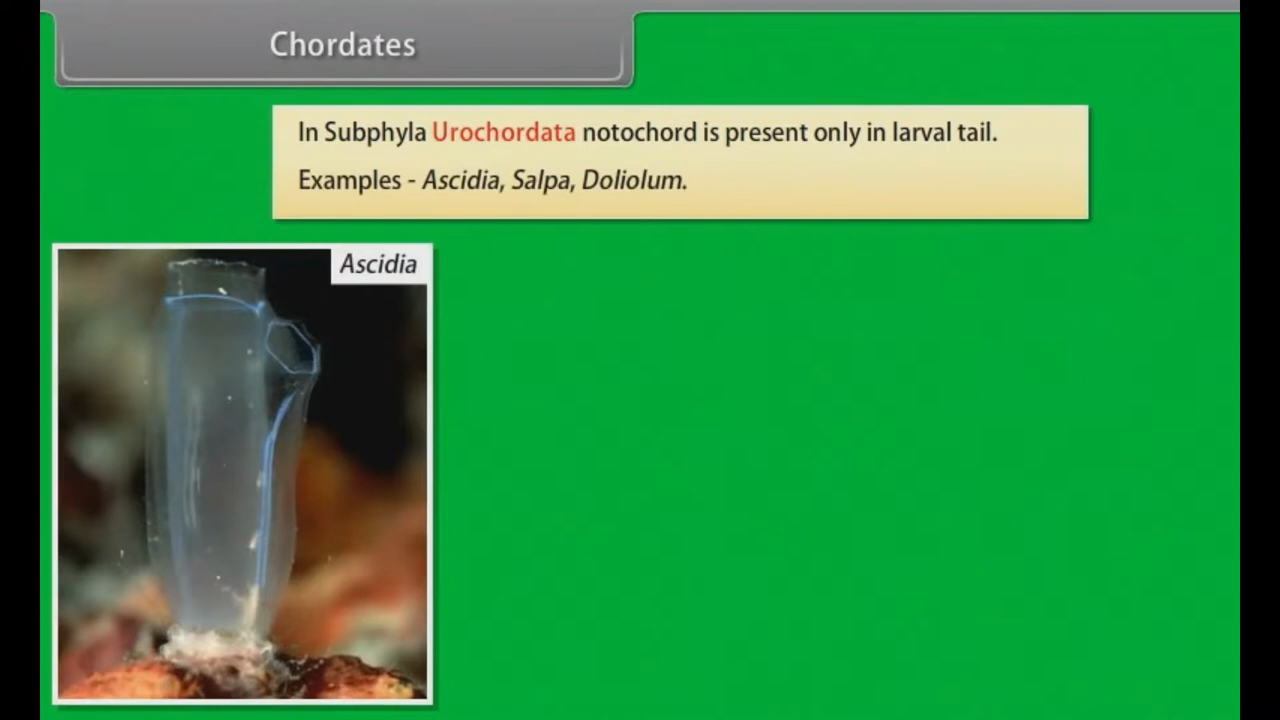 Chordates
In Subphyla Urochordata notochord is present only in larval tail.
Examples - Ascidia, Salpa, Doliolum.
Ascidia